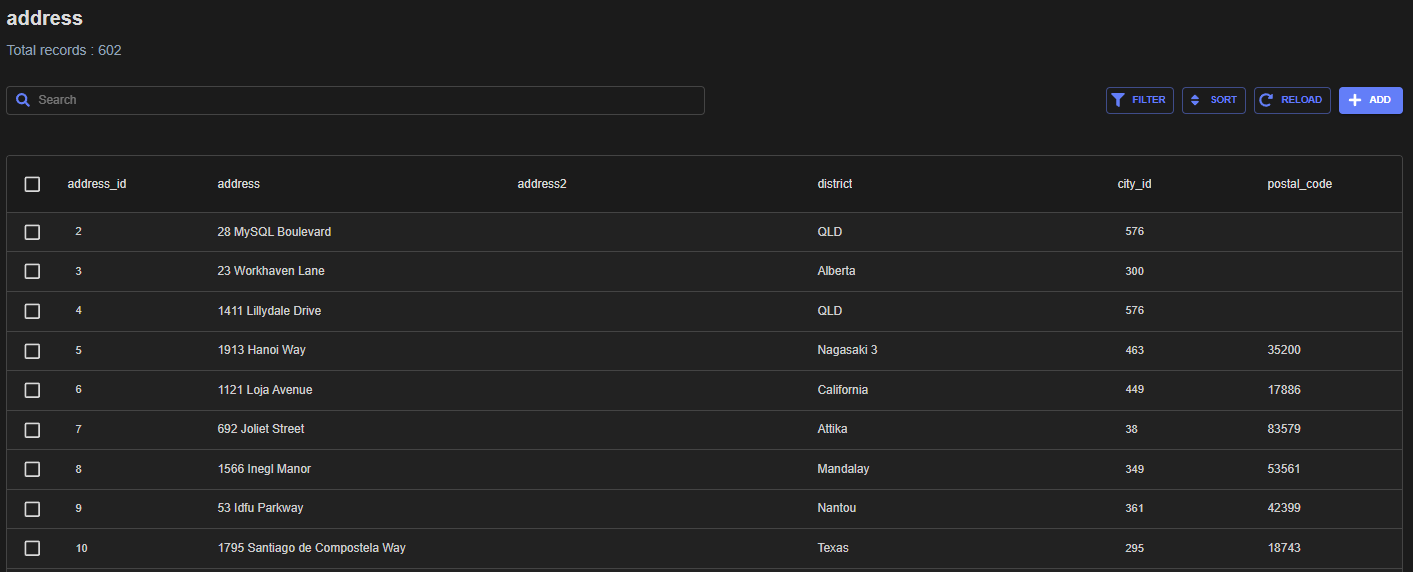 address
Total records : 602
Search FILTER SORT RELOAD ADD
address_id address address2 district city_id postal_code
2 28 MySQL Boulevard QLD 576
3 23 Workhaven Lane Alberta 300
4 1411 Lillydale Drive QLD 576
5 1913 Hanoi Way Nagasaki 3 463 35200
6 1121 Loja Avenue California 449 17886
7 692 Joliet Street Attika 38 83579
8 1566 Inegl Manor Mandalay 349 53561
9 53 Idfu Parkway Nantou 361 42399
10 1795 Santiago de Compostela Way Texas 295 18743